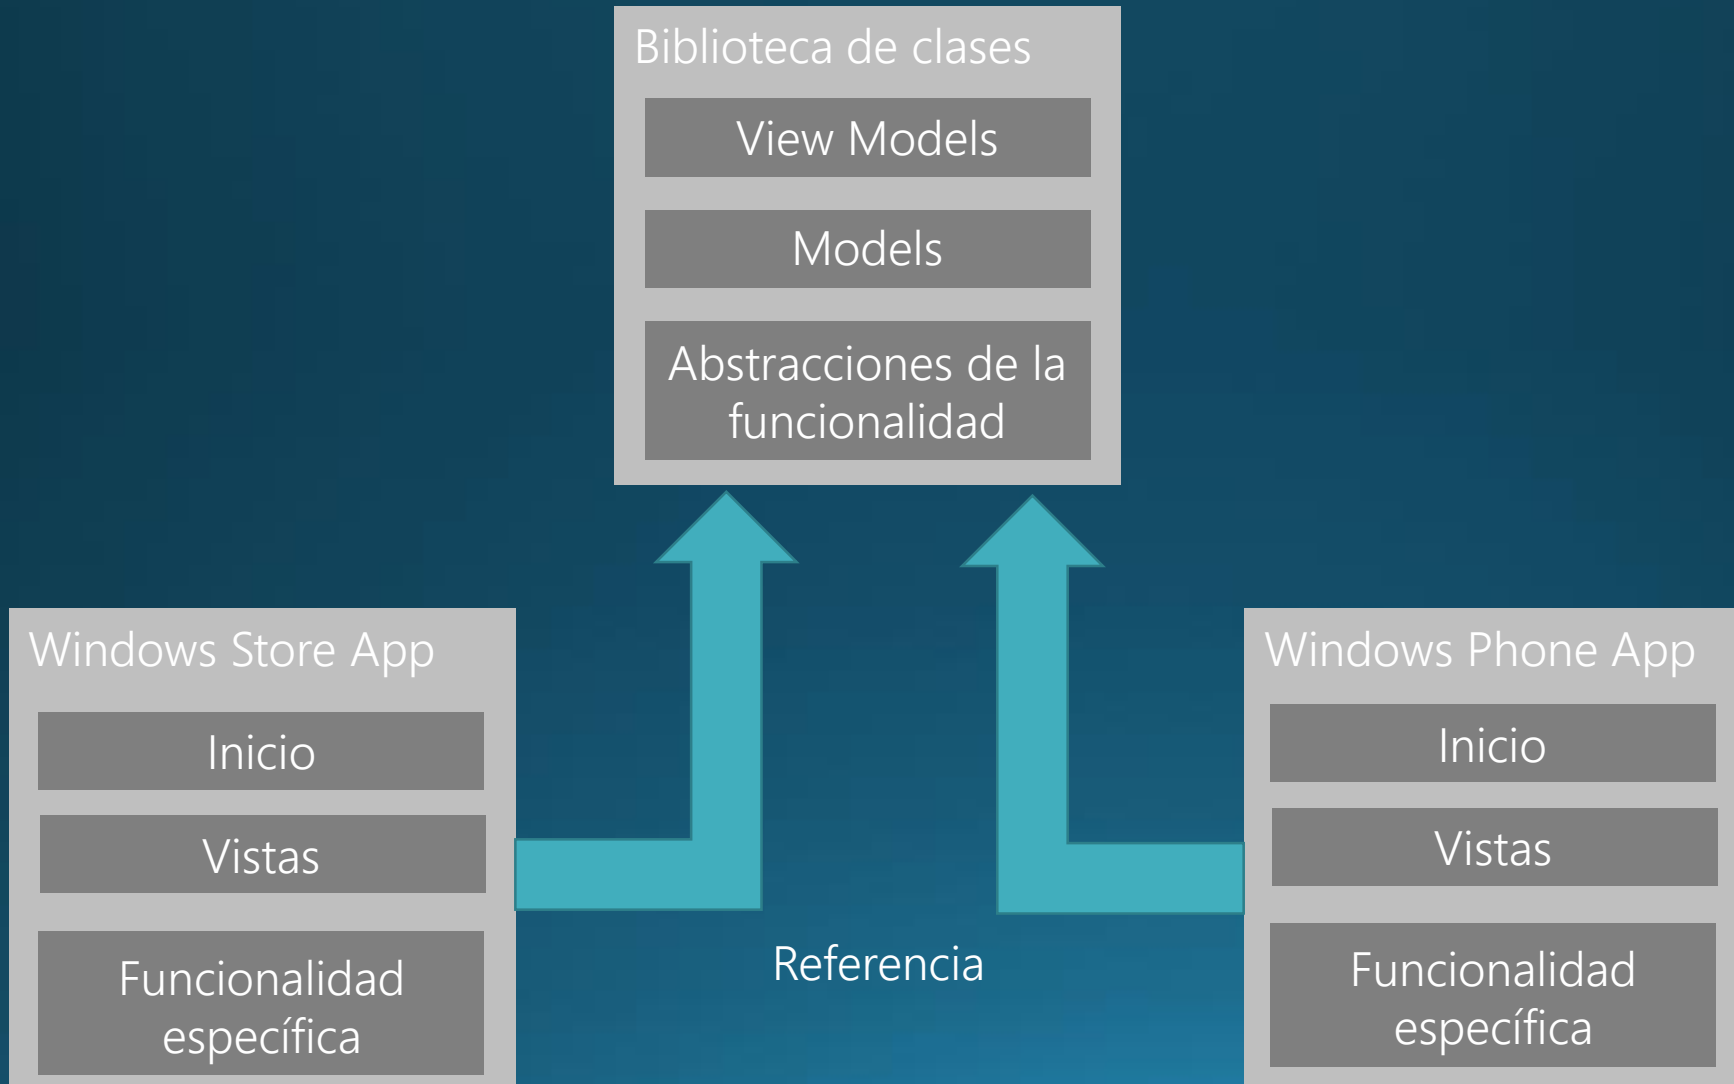 Biblioteca de clases
View Models
Models
Abstracciones de la
funcionalidad
Windows Store App
Inicio
Vistas
Funcionalidad
específica
Referencia
Windows Phone App
Inicio
Vistas
Funcionalidad
específica